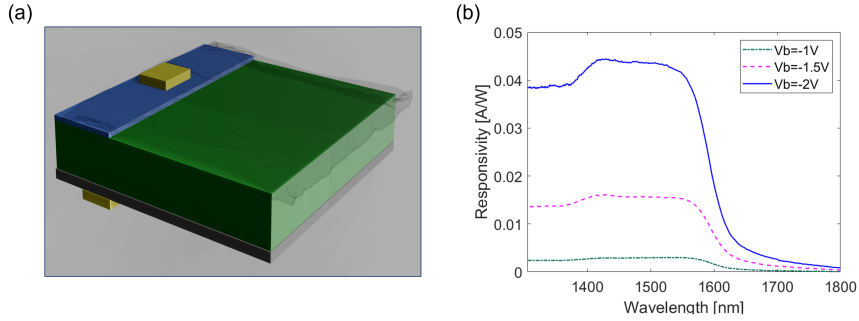 (a)
(b)
0.05
0.04
0.03
0.02
0.01
0
Responsivity [A/W]
Vb=-1V
Vb=-1.5V
Vb=-2V
1400 1500 1600 1700 1800
Wavelength [nm]